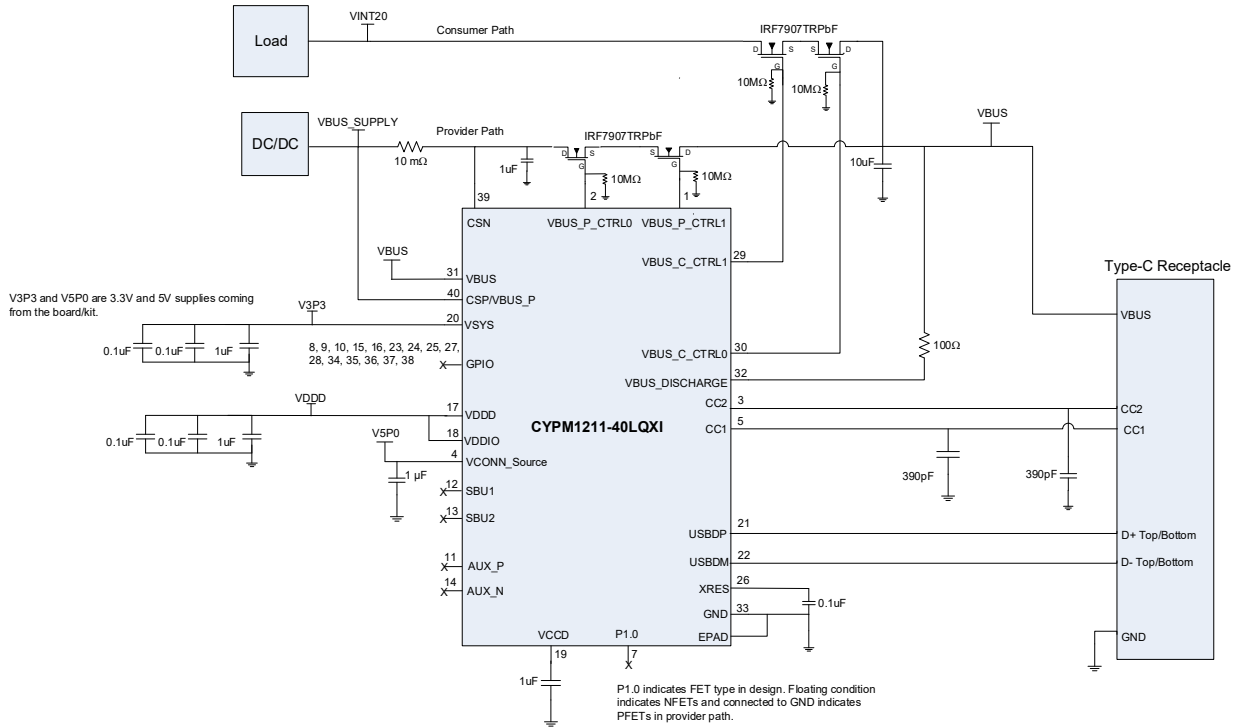 Load
VINT20
Consumer Path
IRF7907TRPbF
D
S
S
D
G
G
10MΩ
10MΩ
DC/DC
VBUS_SUPPLY
10 mΩ
Provider Path
1uF
IRF7907TRPbF
D
S
S
D
G
G
10MΩ
10MΩ
VBUS
10uF
39
2
1
CSN
VBUS_P_CTRL0
VBUS_P_CTRL1
VBUS
31
VBUS
40
CSP/VBUS_P
V3P3 and V5P0 are 3.3V and 5V supplies coming
from the board/kit.
V3P3
20
VSYS
0.1uF
0.1uF
1uF
8, 9, 10, 15, 16, 23, 24, 25, 27,
28, 34, 35, 36, 37, 38
X
GPIO
VDDD
17
VDDD
18
VDDIO
0.1uF
0.1uF
1uF
V5P0
4
VCONN_Source
1 µF
12
X
SBU1
13
X
SBU2
11
X
AUX_P
14
X
AUX_N
CYPM1211-40LQXI
29
VBUS_C_CTRL1
30
VBUS_C_CTRL0
32
VBUS_DISCHARGE
100Ω
3
CC2
5
CC1
390pF
390pF
21
USBDP
22
USBDM
26
XRES
0.1uF
33
GND
EPAD
VCCD
19
1uF
P1.0
7
X
P1.0 indicates FET type in design. Floating condition
indicates NFETs and connected to GND indicates
PFETs in provider path.
Type-C Receptacle
VBUS
CC2
CC1
D+ Top/Bottom
D- Top/Bottom
GND